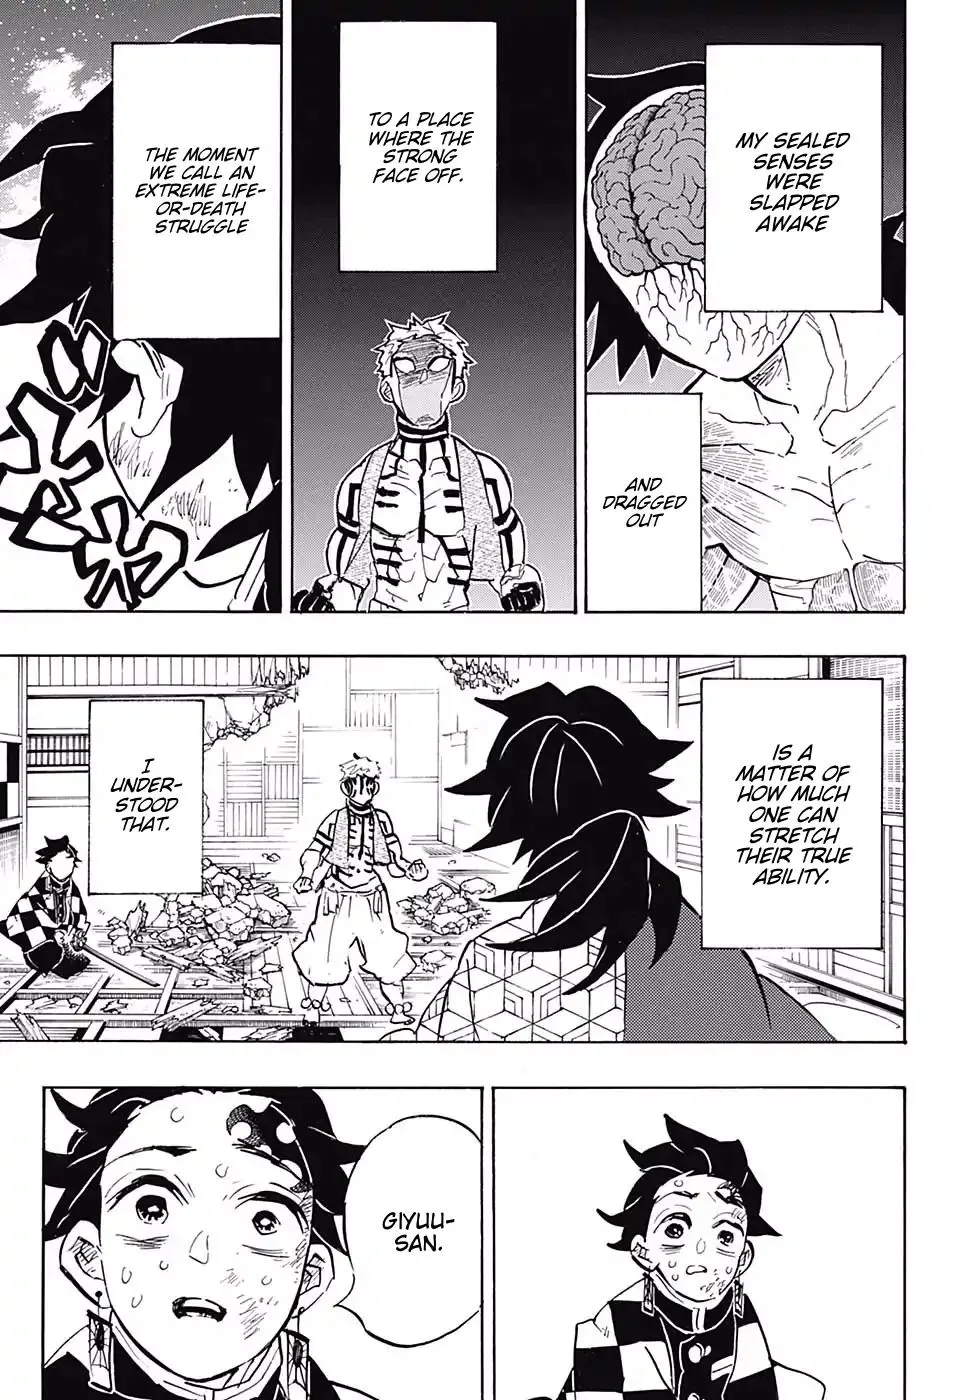 MY SEALED
SENSES
WERE
SLAPPED
AWAKE
AND
DRAGGED
OUT
TO A PLACE
WHERE THE
STRONG
FACE OFF.
THE MOMENT
WE CALL AN
EXTREME LIFE-
OR-DEATH
STRUGGLE
IS A
MATTER OF
HOW MUCH
ONE CAN
STRETCH
THEIR TRUE
ABILITY.
I
UNDER-
STOOD
THAT.
GIYUU-
SAN.